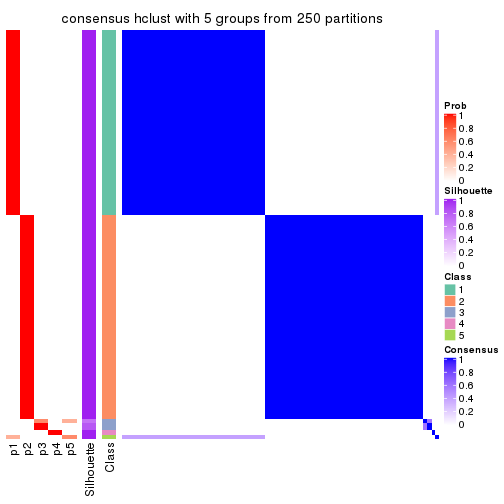 consensus hclust with 5 groups from 250 partitions
Prob
1
0.8
0.6
0.4
0.2
0
Silhouette
1
0.8
0.6
0.4
0.2
0
Class
1
2
3
4
5
Consensus
1
0.8
0.6
0.4
0.2
0
p1
p2
p3
p4
p5
Silhouette
Class